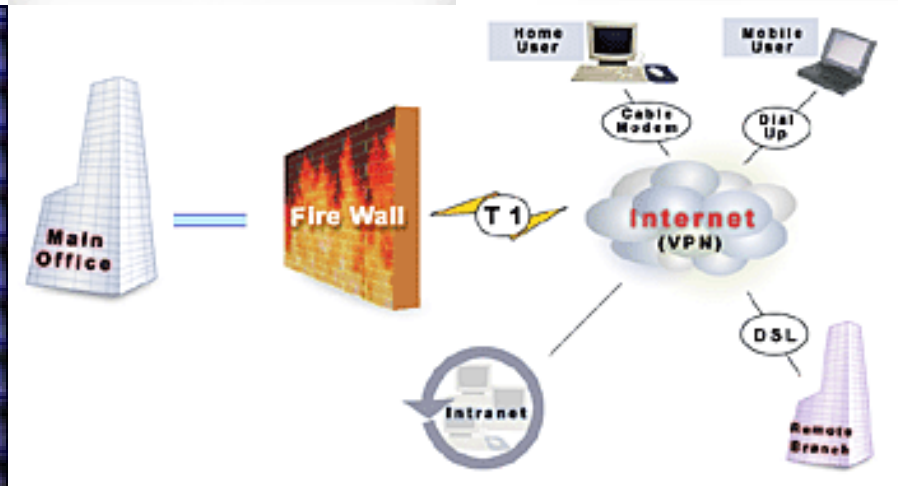 Home
User
Mobile
User
Cable
Modem
Dial
Up
Main
Office
Fire Wall
T 1
Internet
(VPN)
DSL
Intranet
Remote
Branch